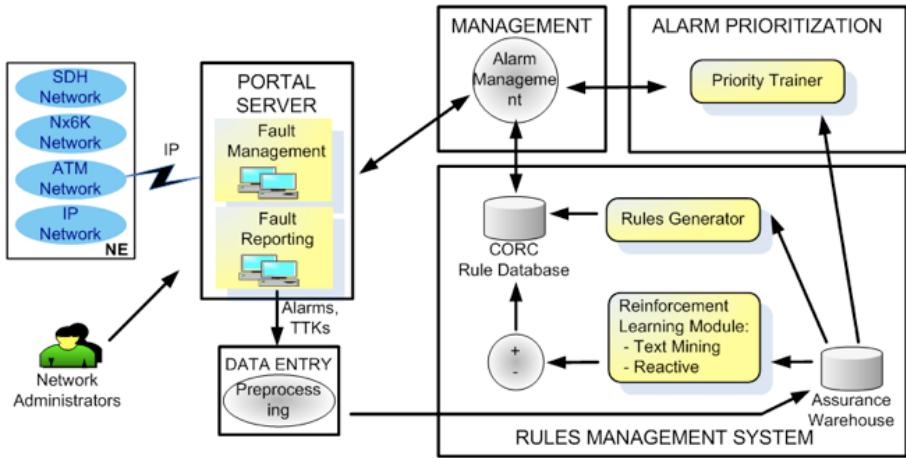 SDH
Network
Nx6K
Network
ATM
Network
IP
Network
NE
IP
PORTAL
SERVER
Fault
Management
Fault
Reporting
Alarms,
TTKs
Network
Administrators
DATA ENTRY
Preprocess
ing
MANAGEMENT
Alarm
Manageme
nt
ALARM PRIORITIZATION
Priority Trainer
CORC
Rule Database
Rules Generator
+
-
Reinforcement
Learning Module:
- Text Mining
- Reactive
Assurance
Warehouse
RULES MANAGEMENT SYSTEM